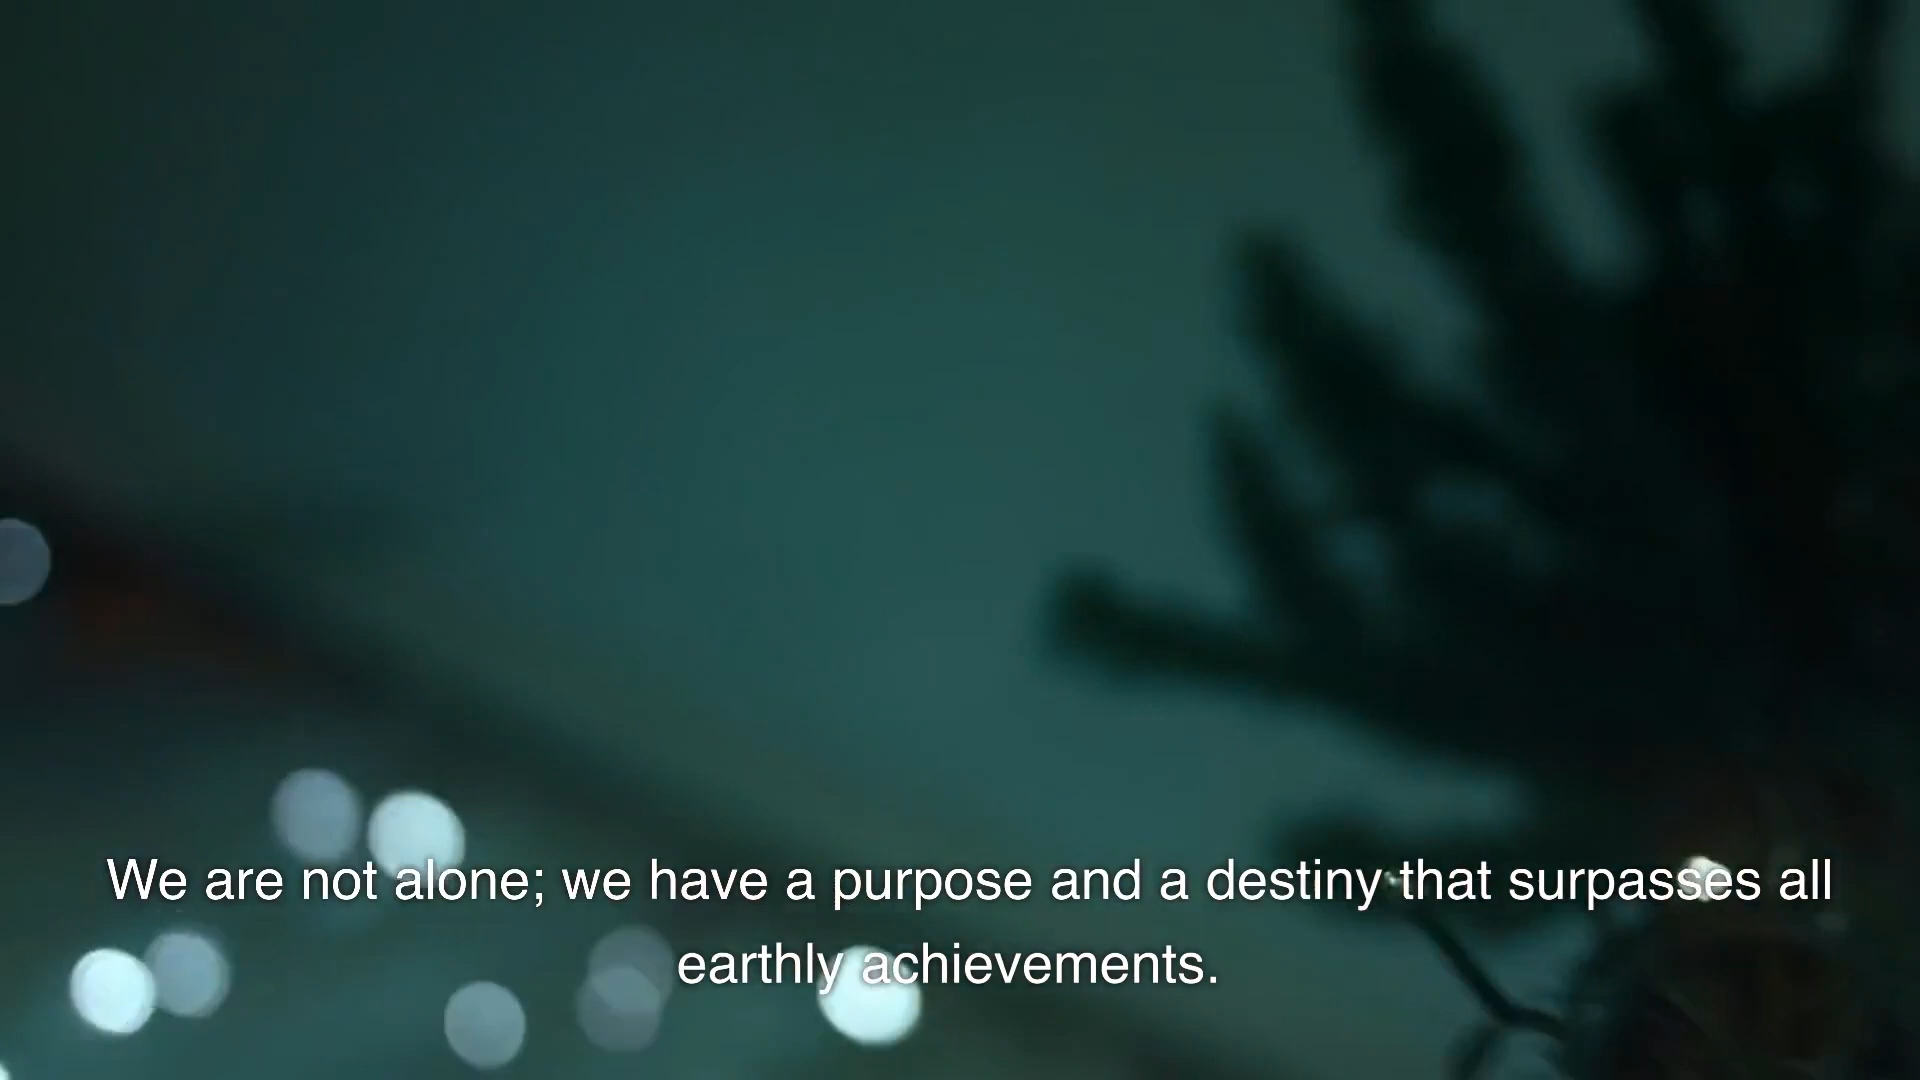 We are not alone; we have a purpose and a destiny that surpasses all
earthly achievements.